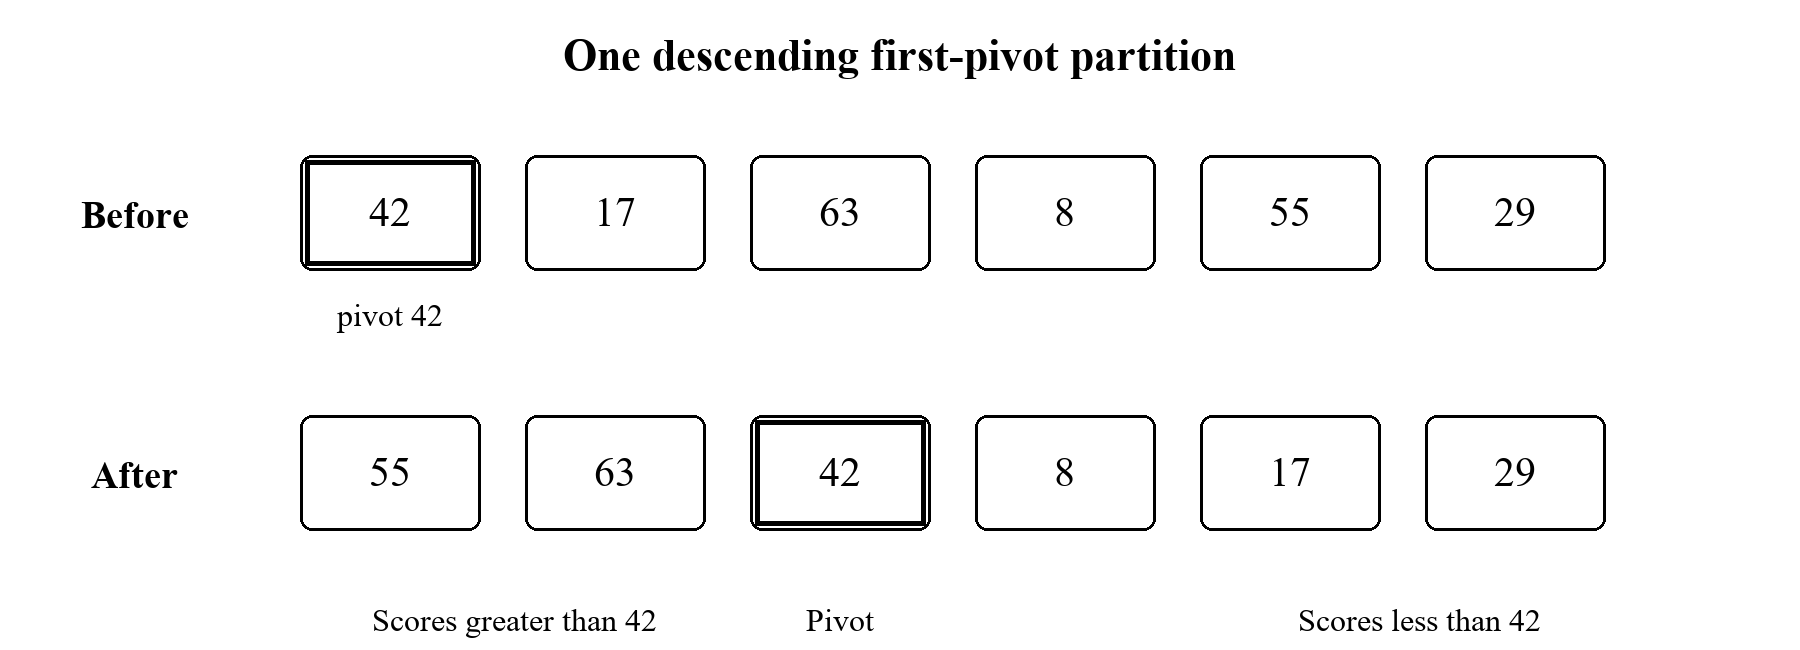 One descending first-pivot partition
Before 42 17 63 8 55 29
pivot 42
After 55 63 42 8 17 29
Scores greater than 42 Pivot Scores less than 42